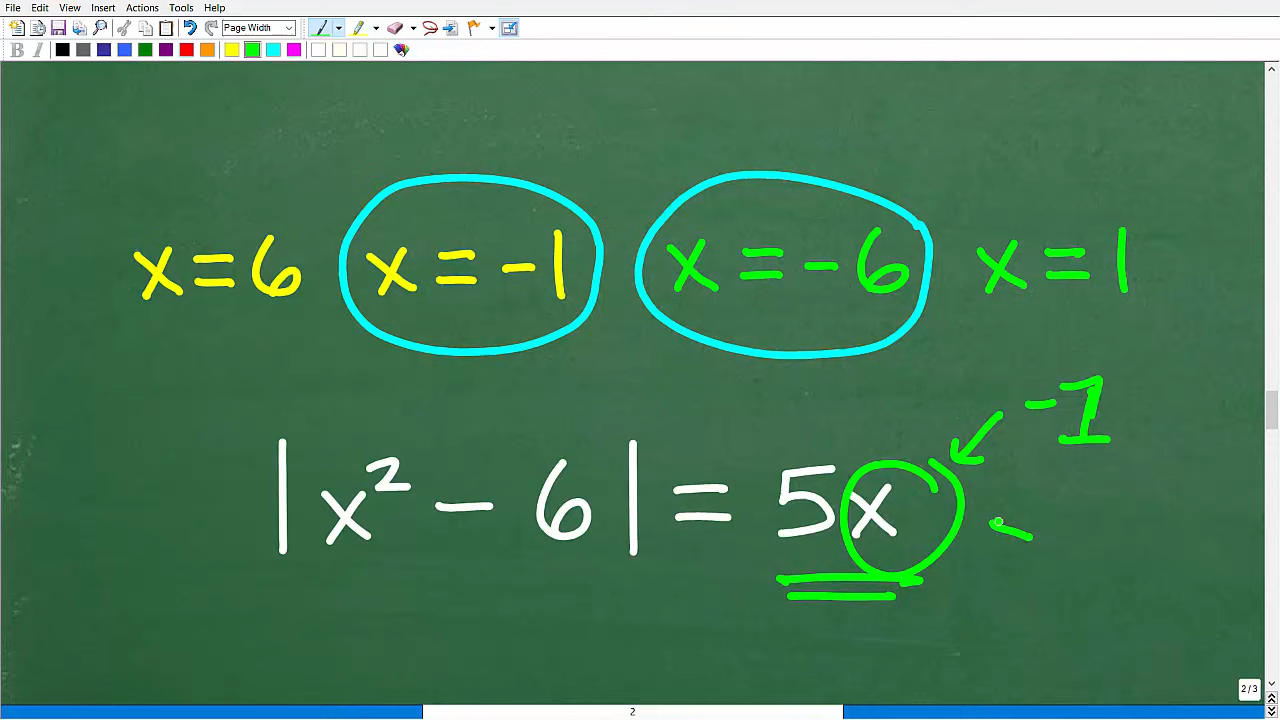 File Edit View Insert Actions Tools Help
Page Width
B I
x = 6 x = -1 x = -6 x = 1
-1
|x² - 6| = 5x
2/3
2